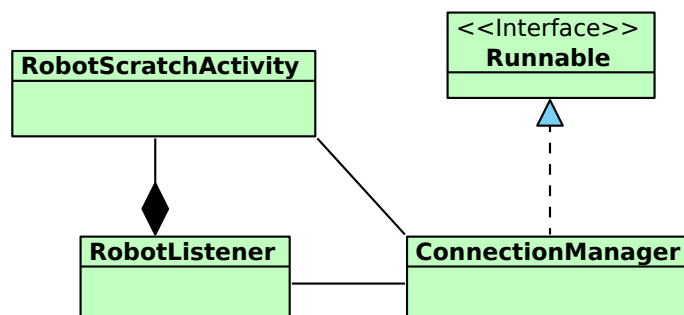 <<Interface>>
Runnable
RobotScratchActivity
RobotListener
ConnectionManager